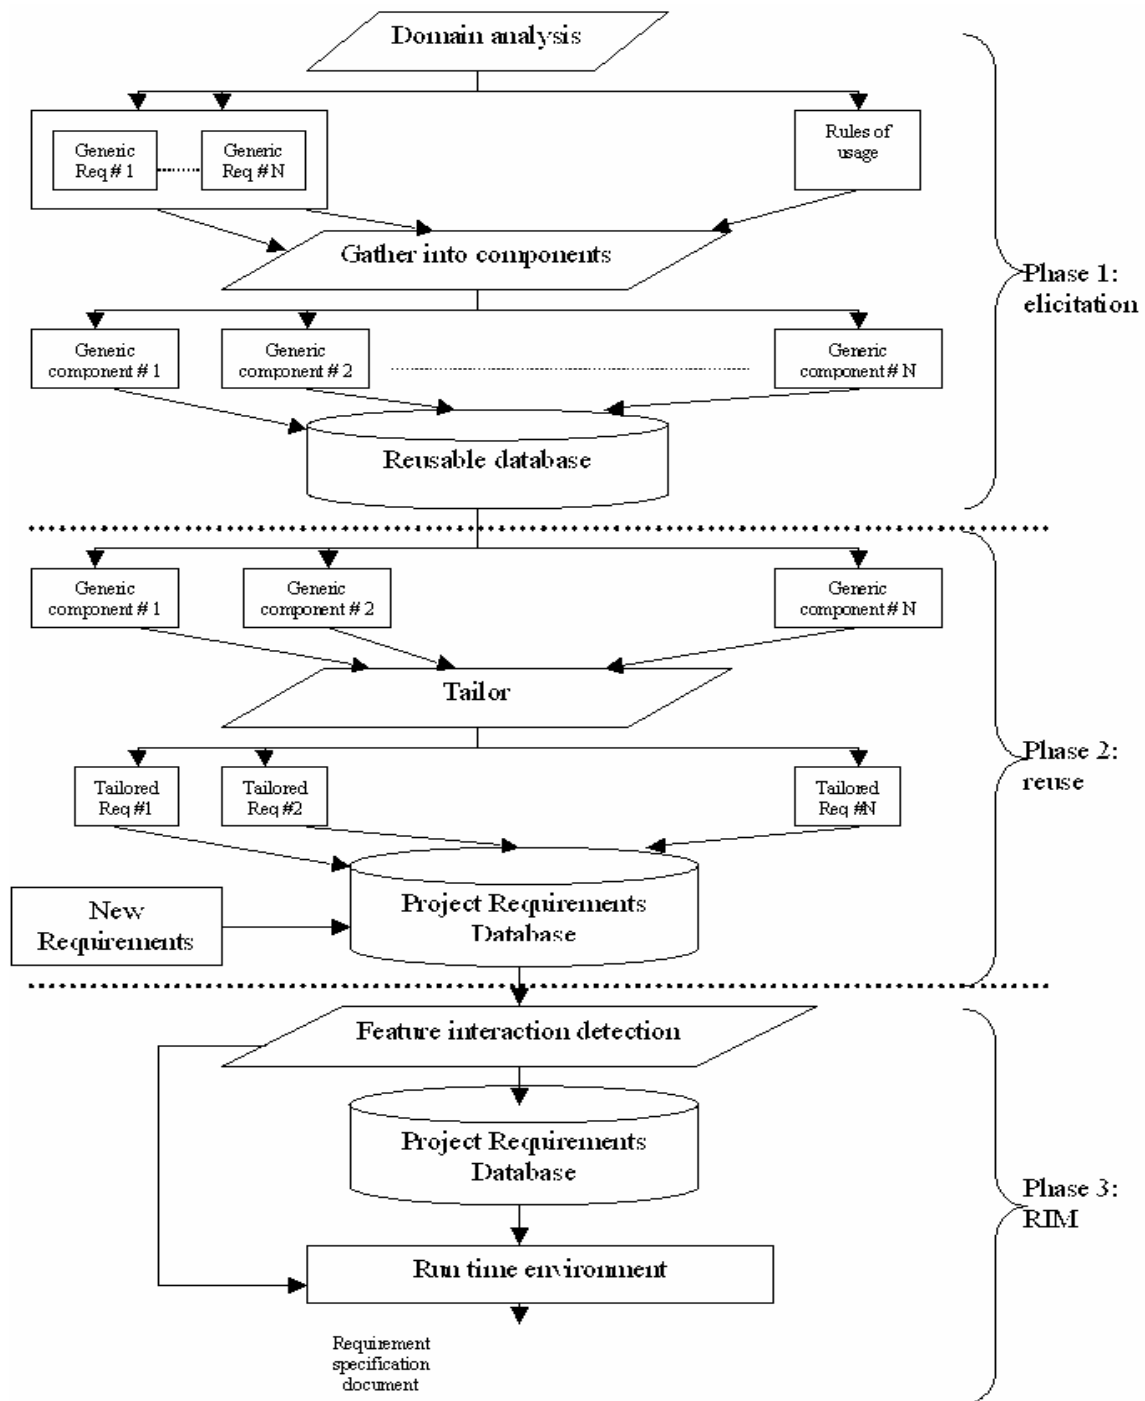 Domain analysis
Generic
Req # 1
Generic
Req # N
Rules of
usage
Gather into components
Phase 1:
elicitation
Generic
component # 1
Generic
component # 2
Generic
component # N
Reusable database
Generic
component # 1
Generic
component # 2
Generic
component # N
Tailor
Phase 2:
reuse
Tailored
Req #1
Tailored
Req #2
Tailored
Req #N
New
Requirements
Project Requirements
Database
Feature interaction detection
Project Requirements
Database
Phase 3:
RIM
Run time environment
Requirement
specification
document